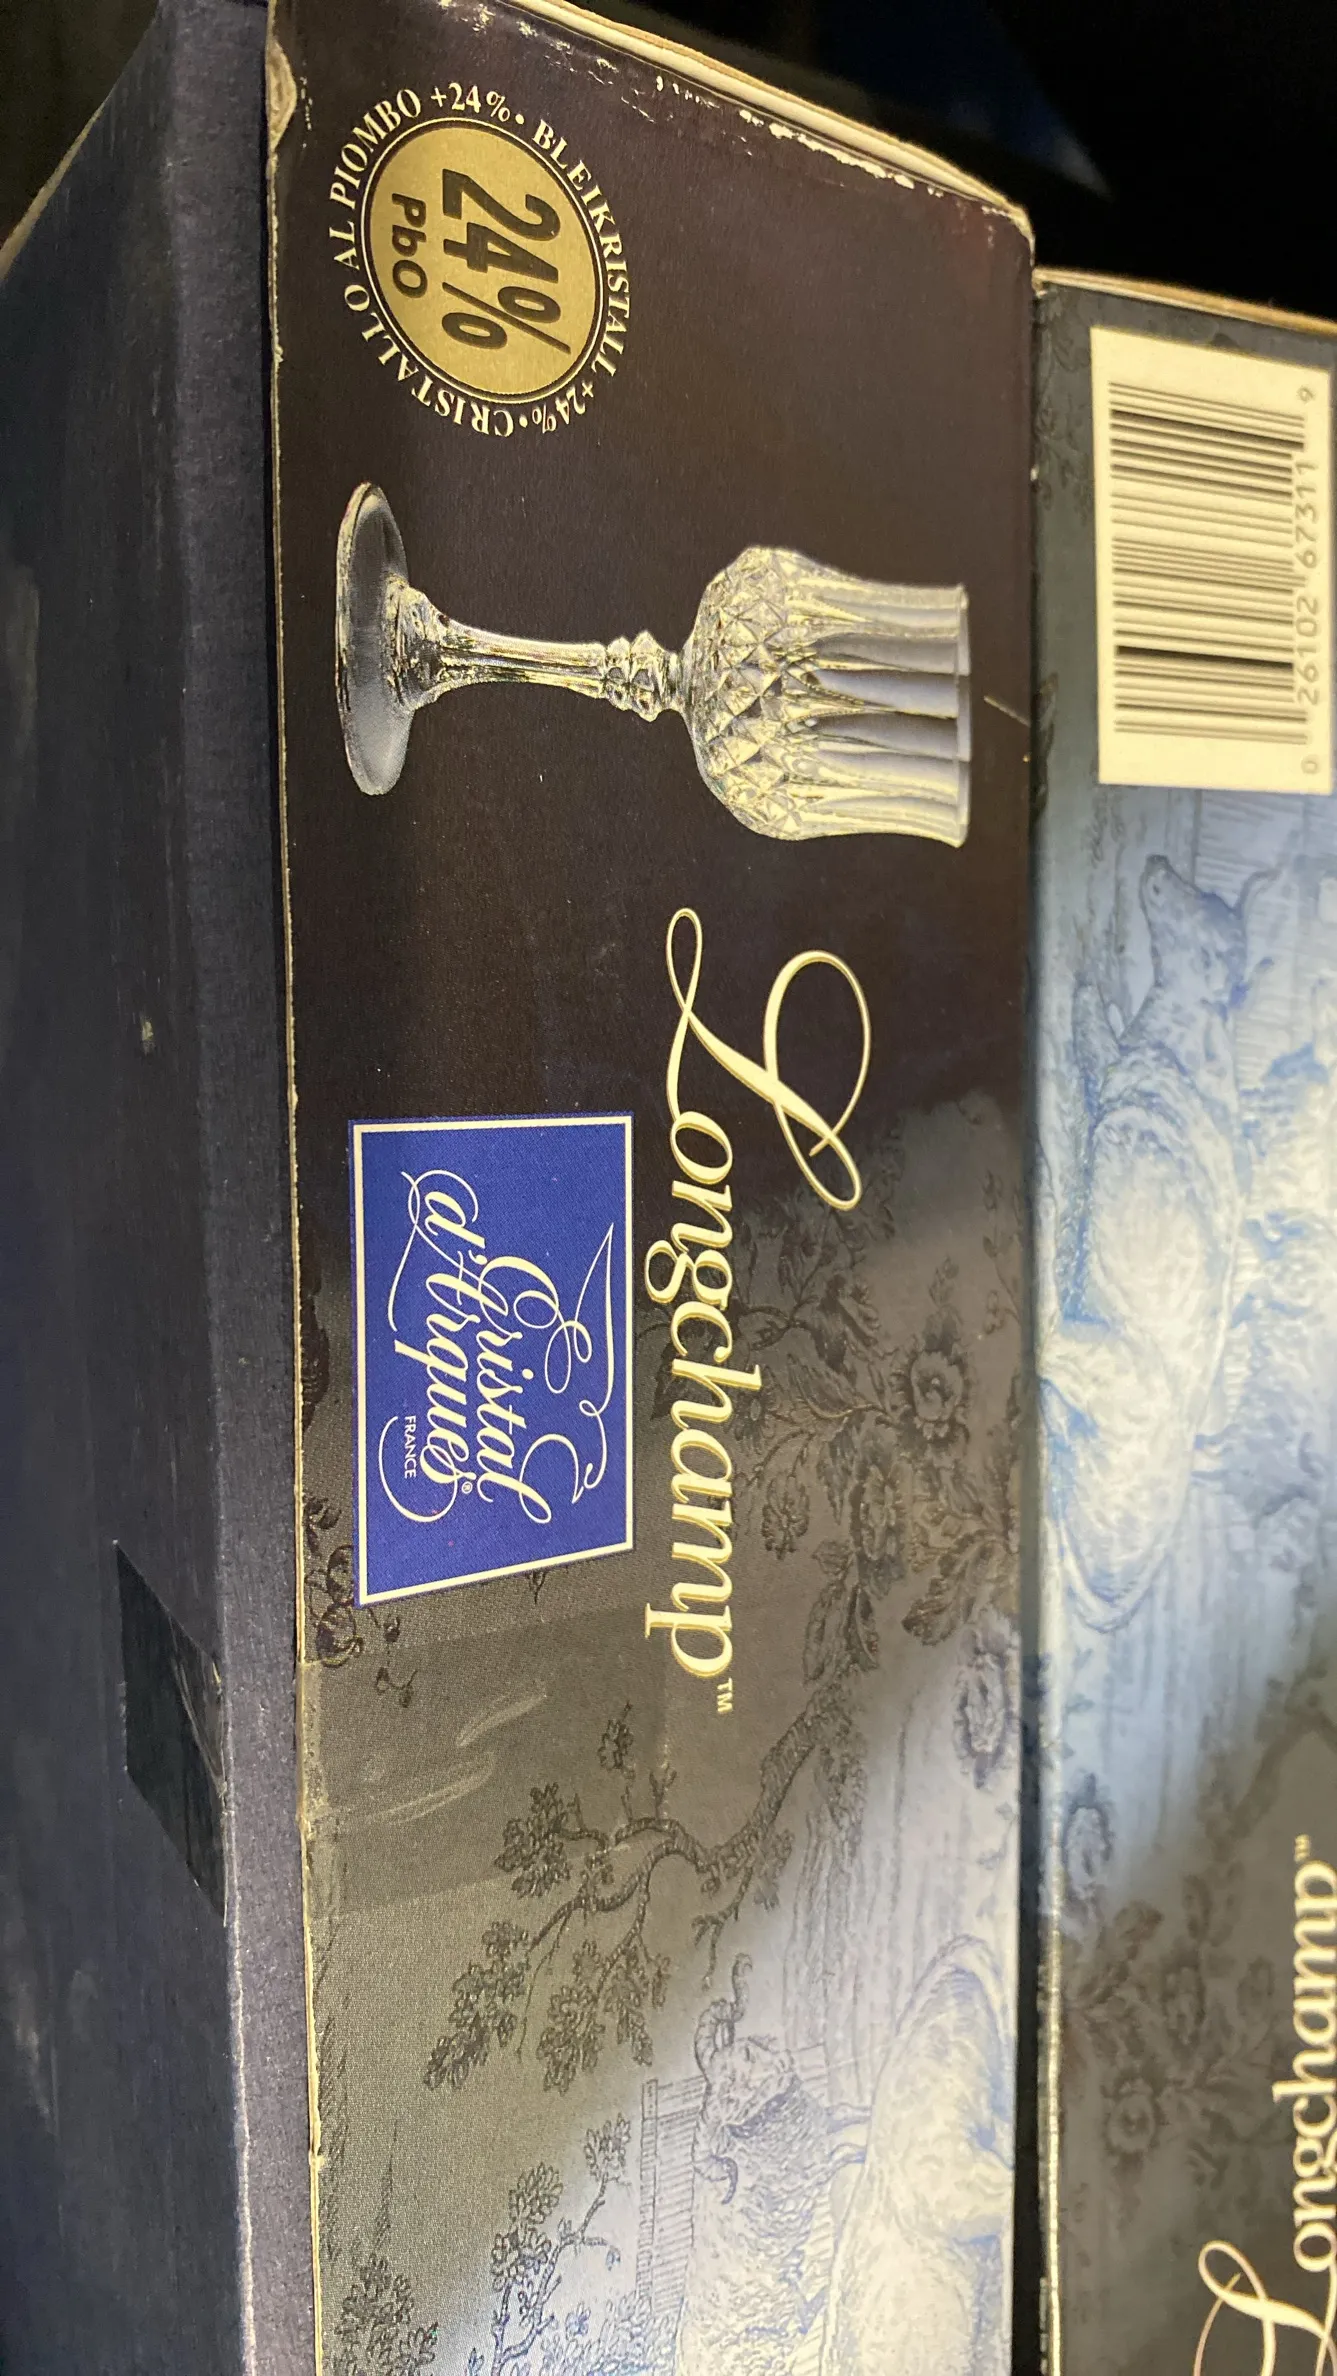 CRISTALLO AL PIOMBO +24% • BLEIKRISTALL +24% •
24%
PbO
Longchamp™
Cristal
d'Arques®
FRANCE
0 26102 67311 9
Longchamp™